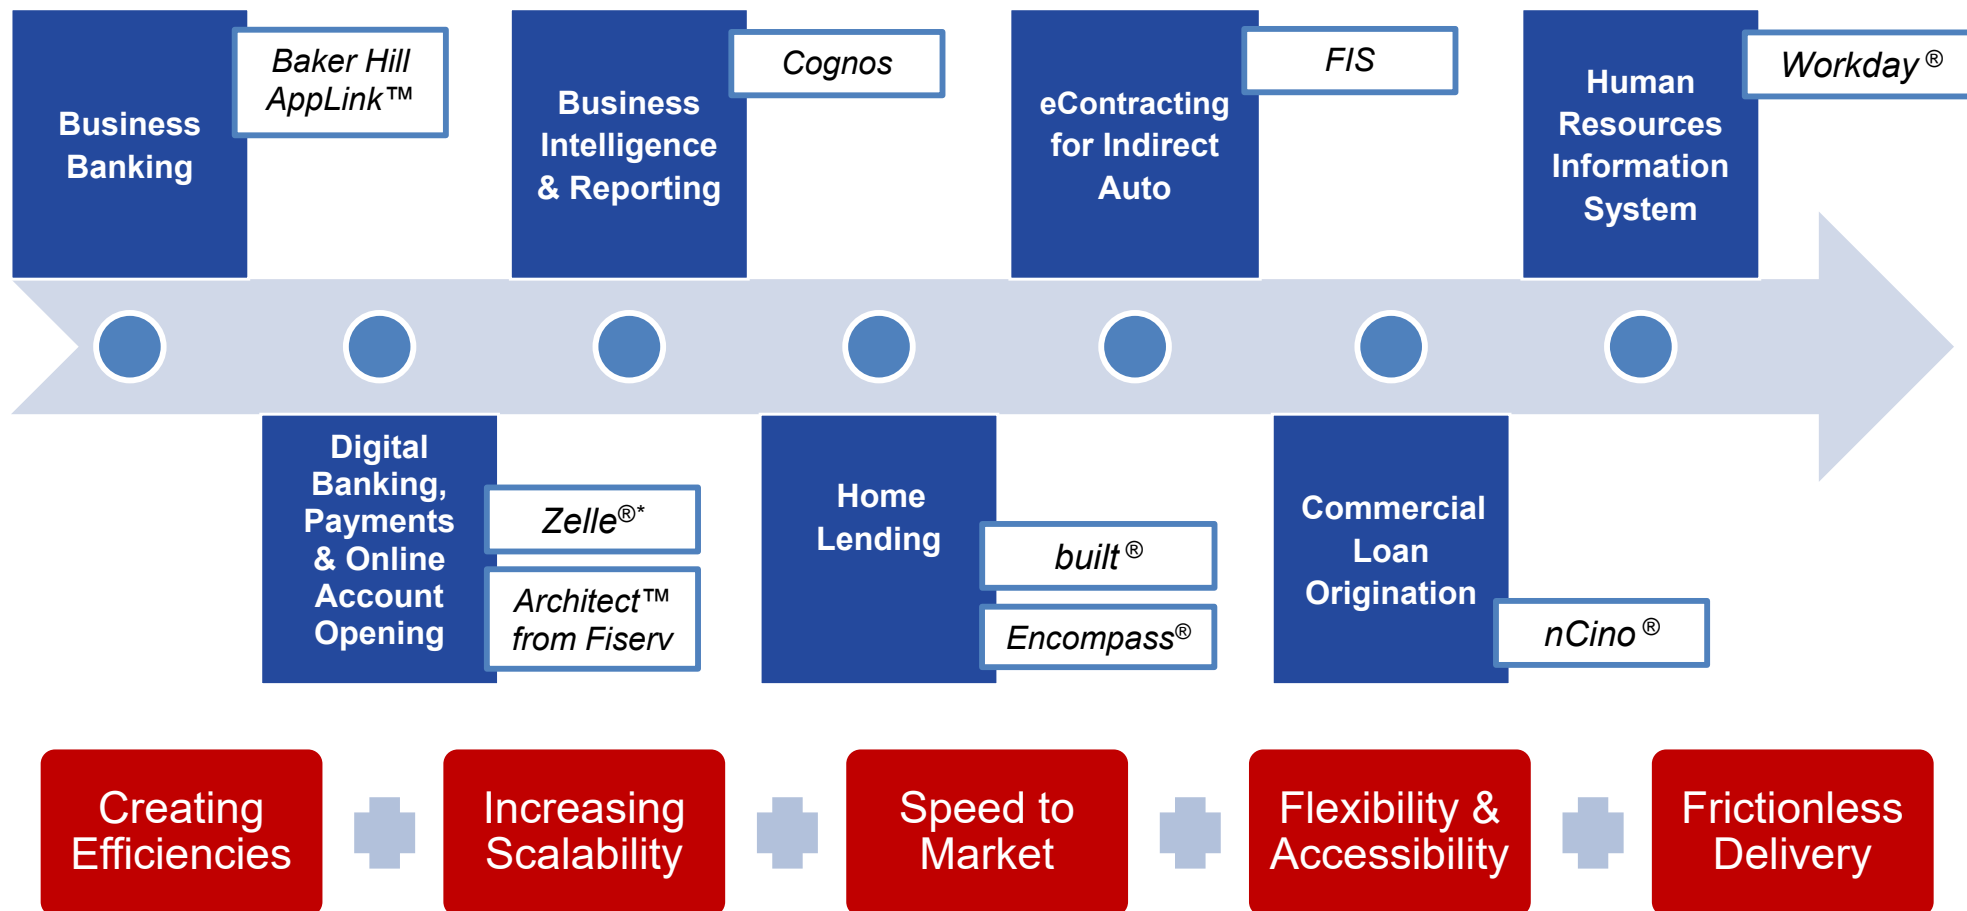 Business
Banking
Baker Hill
AppLink™
Business
Intelligence
& Reporting
Cognos
eContracting
for Indirect
Auto
FIS
Human
Resources
Information
System
Workday ®
Digital
Banking,
Payments
& Online
Account
Opening
Zelle®*
Architect™
from Fiserv
Home
Lending
built ®
Encompass®
Commercial
Loan
Origination
nCino ®
Creating
Efficiencies
Increasing
Scalability
Speed to
Market
Flexibility &
Accessibility
Frictionless
Delivery